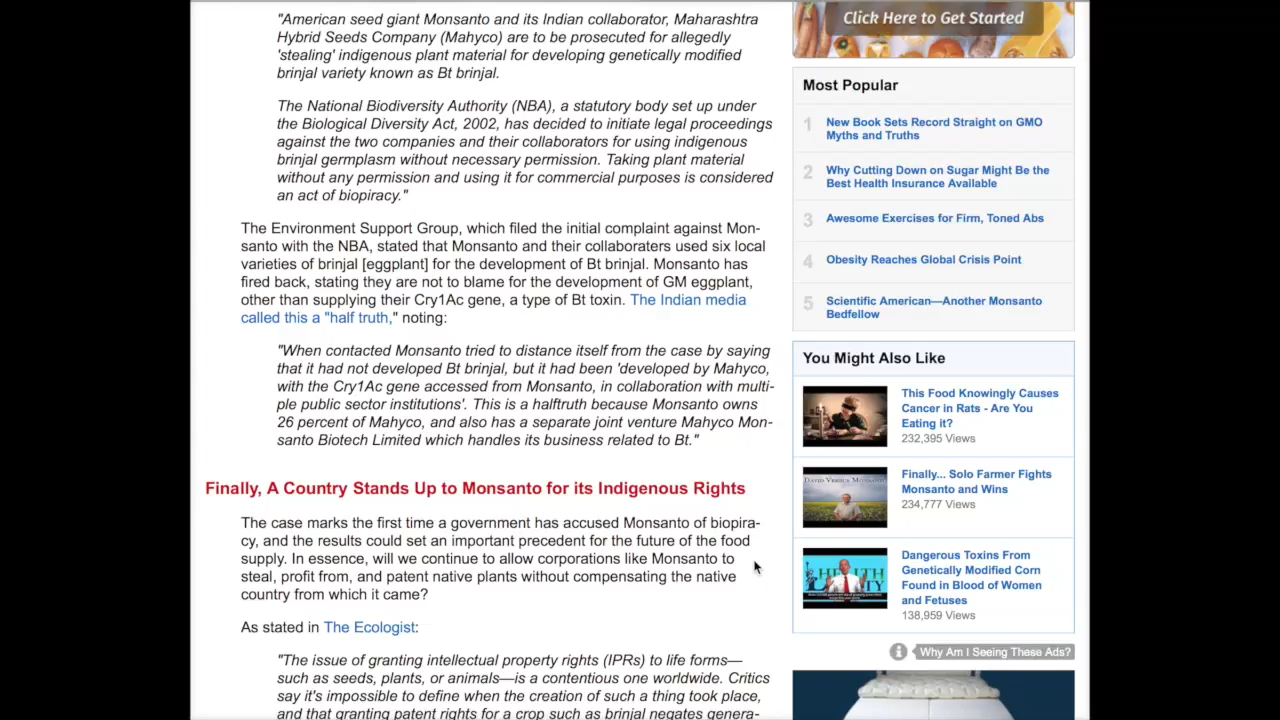 "American seed giant Monsanto and its Indian collaborator, Maharashtra
Hybrid Seeds Company (Mahyco) are to be prosecuted for allegedly
'stealing' indigenous plant material for developing genetically modified
brinjal variety known as Bt brinjal.
The National Biodiversity Authority (NBA), a statutory body set up under
the Biological Diversity Act, 2002, has decided to initiate legal proceedings
against the two companies and their collaborators for using indigenous
brinjal germplasm without necessary permission. Taking plant material
without any permission and using it for commercial purposes is considered
an act of biopiracy."
The Environment Support Group, which filed the initial complaint against Mon-
santo with the NBA, stated that Monsanto and their collaboraters used six local
varieties of brinjal [eggplant] for the development of Bt brinjal. Monsanto has
fired back, stating they are not to blame for the development of GM eggplant,
other than supplying their Cry1Ac gene, a type of Bt toxin. The Indian media
called this a "half truth," noting:
"When contacted Monsanto tried to distance itself from the case by saying
that it had not developed Bt brinjal, but it had been 'developed by Mahyco,
with the Cry1Ac gene accessed from Monsanto, in collaboration with multi-
ple public sector institutions'. This is a halftruth because Monsanto owns
26 percent of Mahyco, and also has a separate joint venture Mahyco Mon-
santo Biotech Limited which handles its business related to Bt."
Finally, A Country Stands Up to Monsanto for its Indigenous Rights
The case marks the first time a government has accused Monsanto of biopira-
cy, and the results could set an important precedent for the future of the food
supply. In essence, will we continue to allow corporations like Monsanto to
steal, profit from, and patent native plants without compensating the native
country from which it came?
As stated in The Ecologist:
"The issue of granting intellectual property rights (IPRs) to life forms—
such as seeds, plants, or animals—is a contentious one worldwide. Critics
say it's impossible to define when the creation of such a thing took place,
and that granting patent rights for a crop such as brinjal negates genera-
Click Here to Get Started
Most Popular
1 New Book Sets Record Straight on GMO
Myths and Truths
2 Why Cutting Down on Sugar Might Be the
Best Health Insurance Available
3 Awesome Exercises for Firm, Toned Abs
4 Obesity Reaches Global Crisis Point
5 Scientific American—Another Monsanto
Bedfellow
You Might Also Like
This Food Knowingly Causes
Cancer in Rats - Are You
Eating it?
232,395 Views
DAVID VERSUS MONSANTO
Finally... Solo Farmer Fights
Monsanto and Wins
234,777 Views
Dangerous Toxins From
Genetically Modified Corn
Found in Blood of Women
and Fetuses
138,959 Views
Why Am I Seeing These Ads?